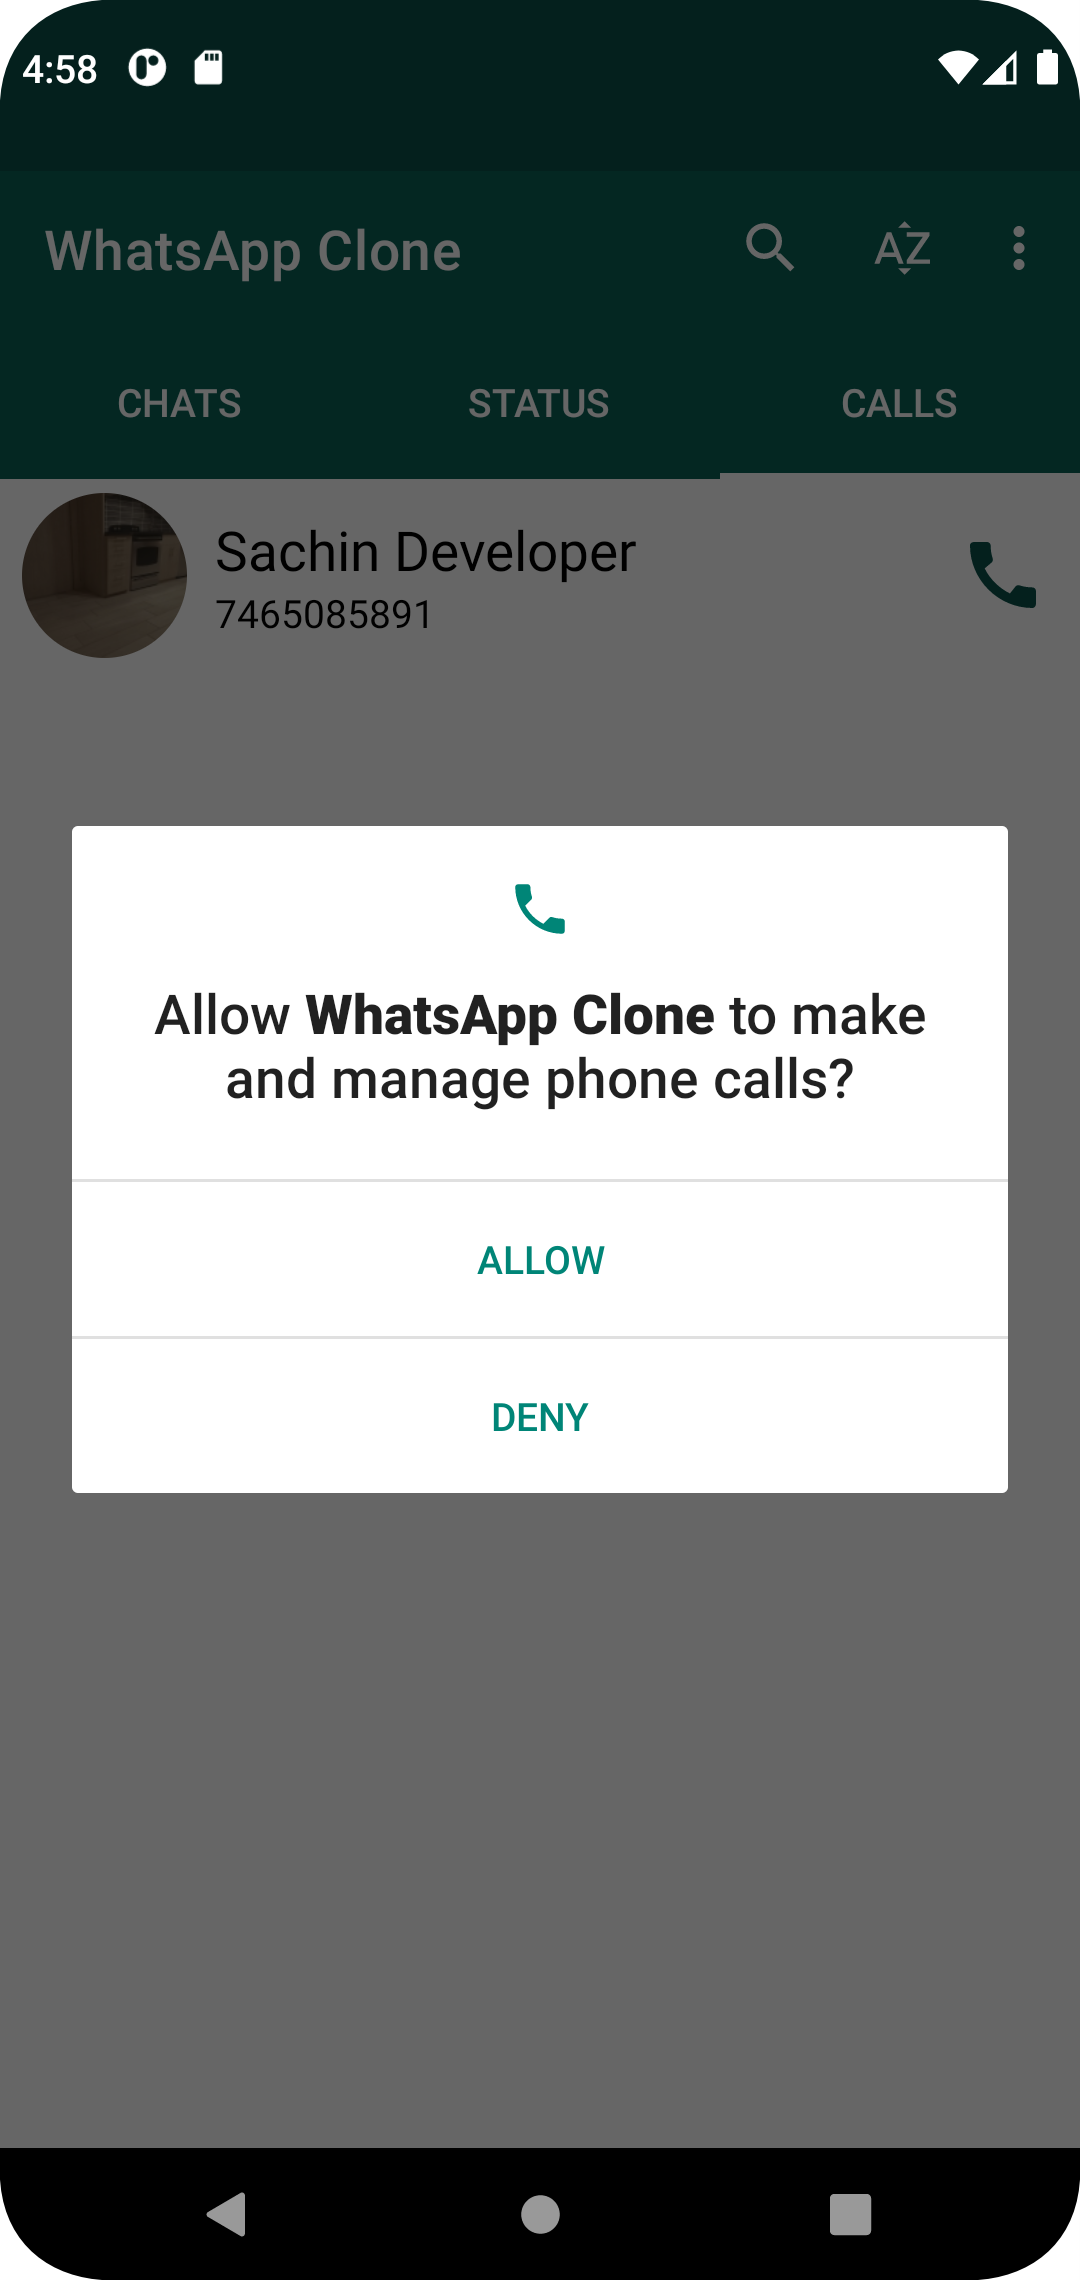 4:58
WhatsApp Clone
AZ
CHATS STATUS CALLS
Sachin Developer
7465085891
Allow WhatsApp Clone to make
and manage phone calls?
ALLOW
DENY